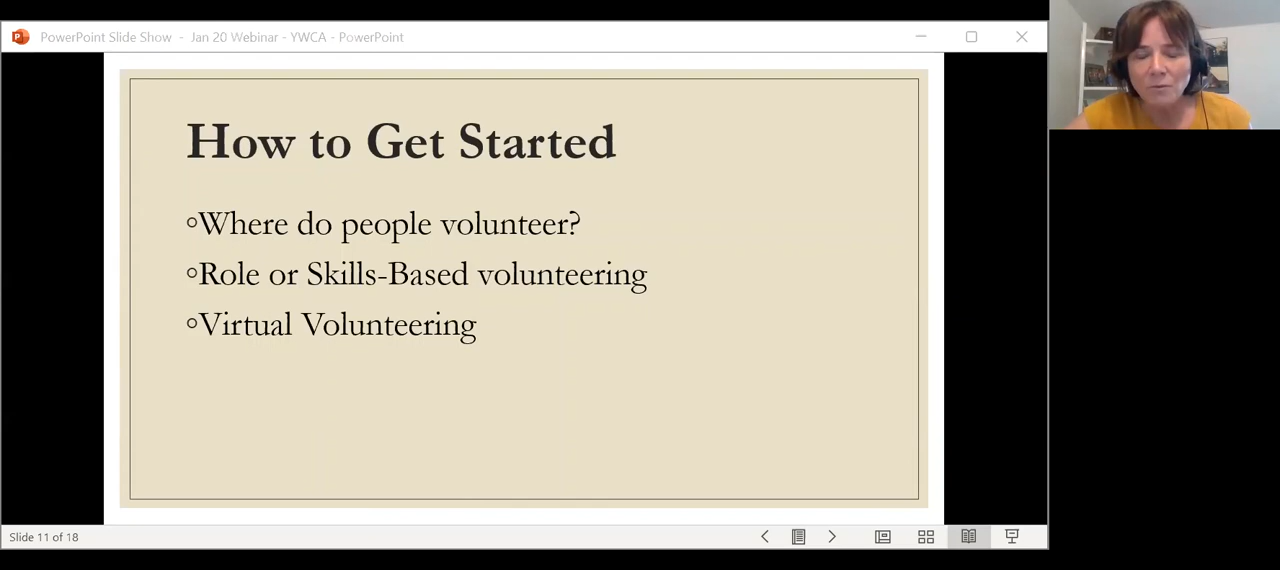 PowerPoint Slide Show - Jan 20 Webinar - YWCA - PowerPoint
How to Get Started
Where do people volunteer?
Role or Skills-Based volunteering
Virtual Volunteering
Slide 11 of 18